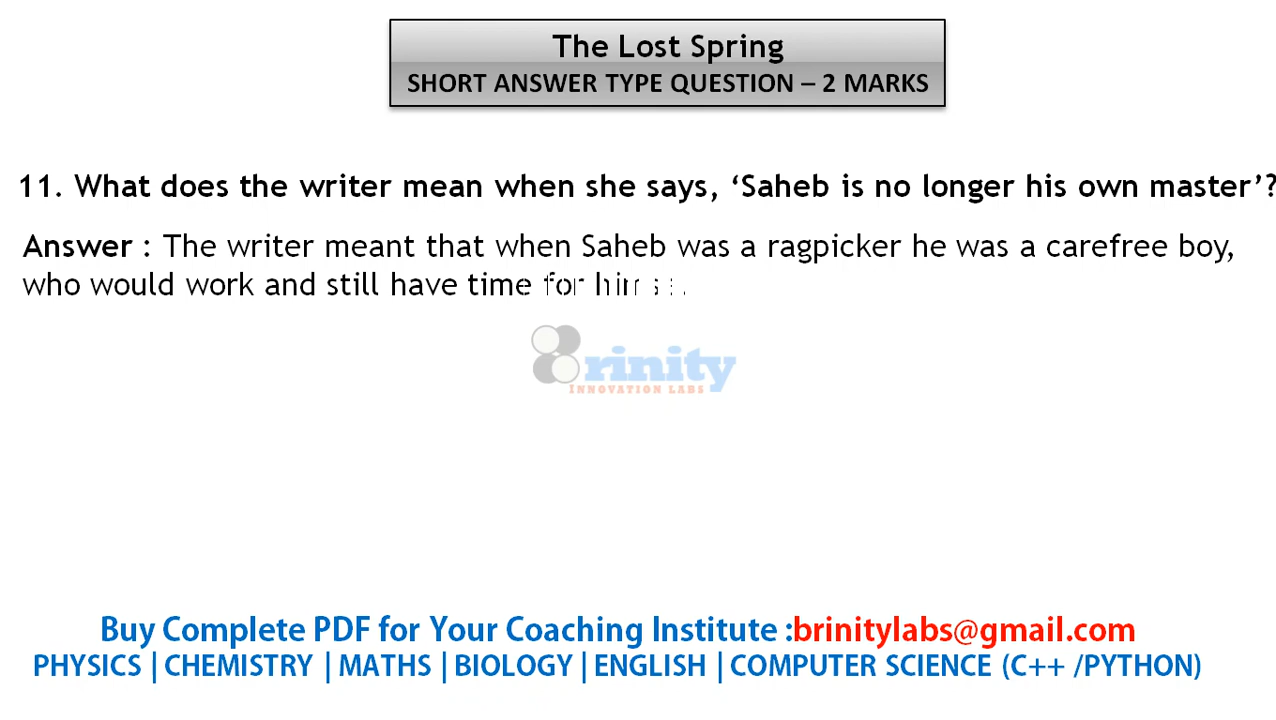 The Lost Spring
SHORT ANSWER TYPE QUESTION – 2 MARKS
11. What does the writer mean when she says, ‘Saheb is no longer his own master’?
Answer : The writer meant that when Saheb was a ragpicker he was a carefree boy,
who would work and still have time for
rinity
INNOVATION LABS
Buy Complete PDF for Your Coaching Institute :brinitylabs@gmail.com
PHYSICS | CHEMISTRY | MATHS | BIOLOGY | ENGLISH | COMPUTER SCIENCE (C++ /PYTHON)